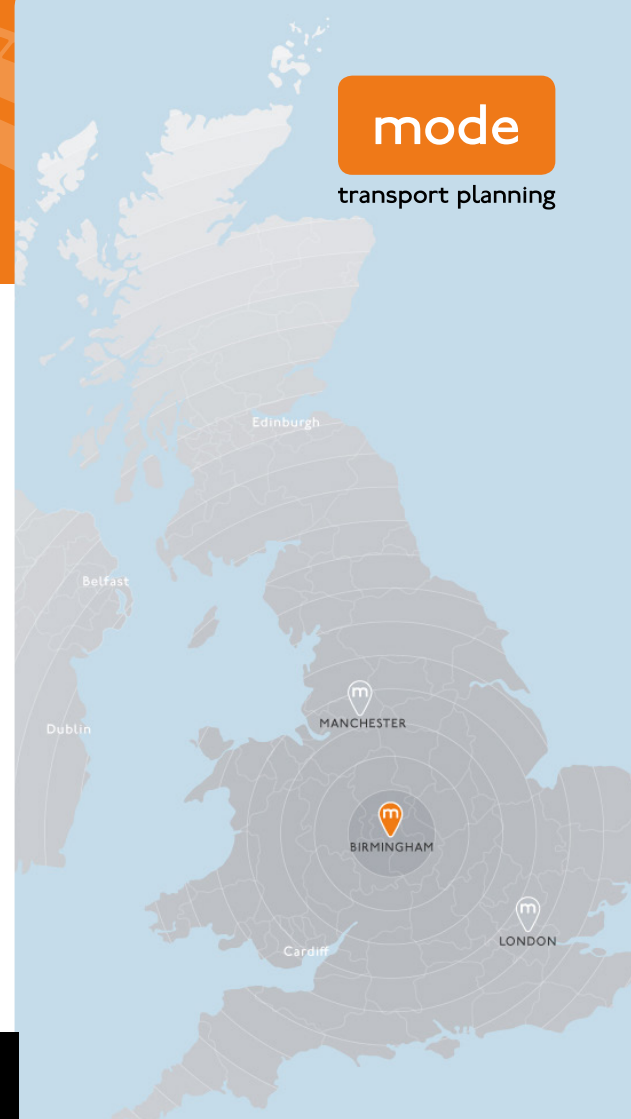 mode
transport planning
Edinburgh
Belfast
m
MANCHESTER
Dublin
m
BIRMINGHAM
m
LONDON
Cardiff